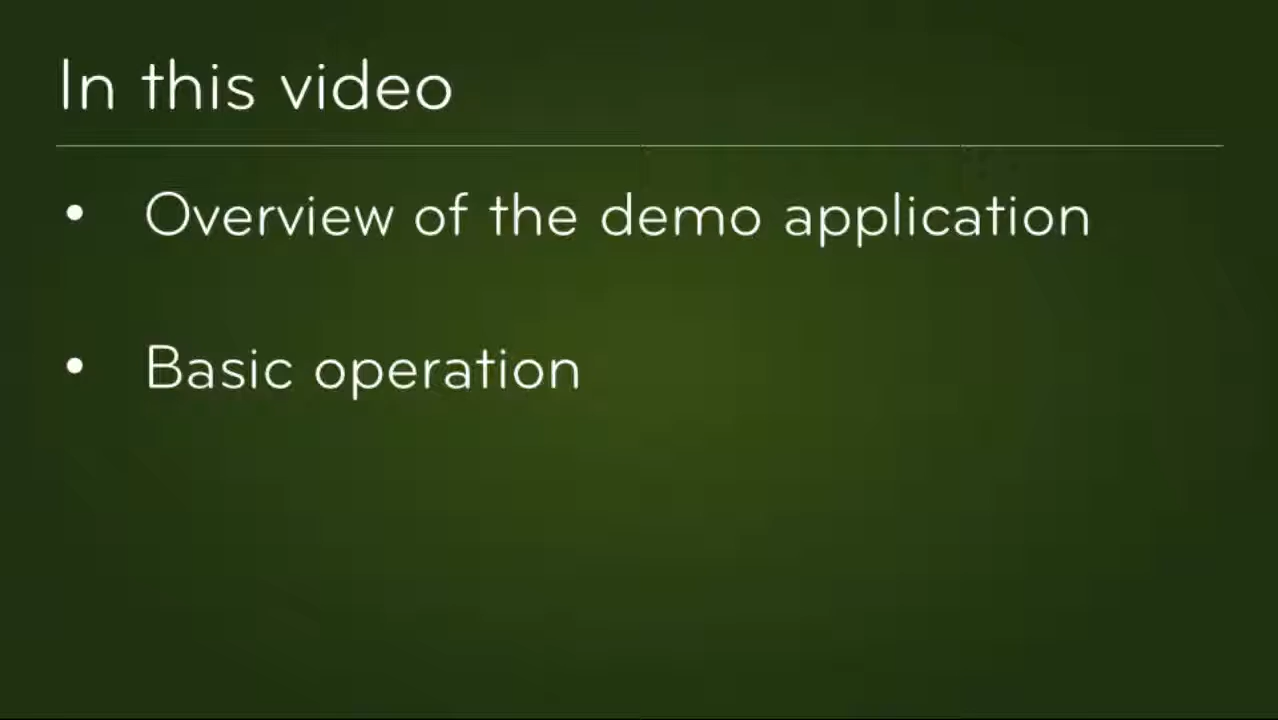 In this video
• Overview of the demo application
• Basic operation